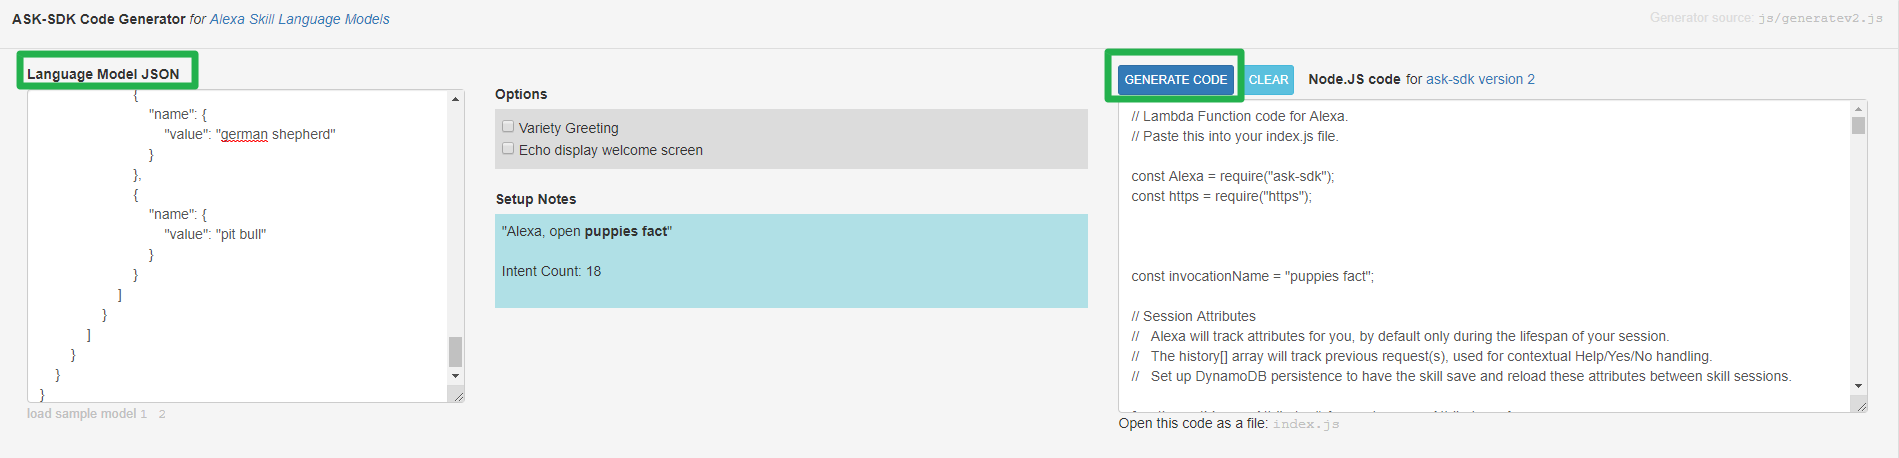 ASK-SDK Code Generator for Alexa Skill Language Models
Generator source: js/generatev2.js
Language Model JSON
{
"name": {
"value": "german shepherd"
}
},
{
"name": {
"value": "pit bull"
}
}
]
}
]
}
}
}
load sample model 1 2
Options
Variety Greeting
Echo display welcome screen
Setup Notes
"Alexa, open puppies fact"
Intent Count: 18
GENERATE CODE CLEAR Node.JS code for ask-sdk version 2
// Lambda Function code for Alexa.
// Paste this into your index.js file.
const Alexa = require("ask-sdk");
const https = require("https");
const invocationName = "puppies fact";
// Session Attributes
// Alexa will track attributes for you, by default only during the lifespan of your session.
// The history[] array will track previous request(s), used for contextual Help/Yes/No handling.
// Set up DynamoDB persistence to have the skill save and reload these attributes between skill sessions.
Open this code as a file: index.js